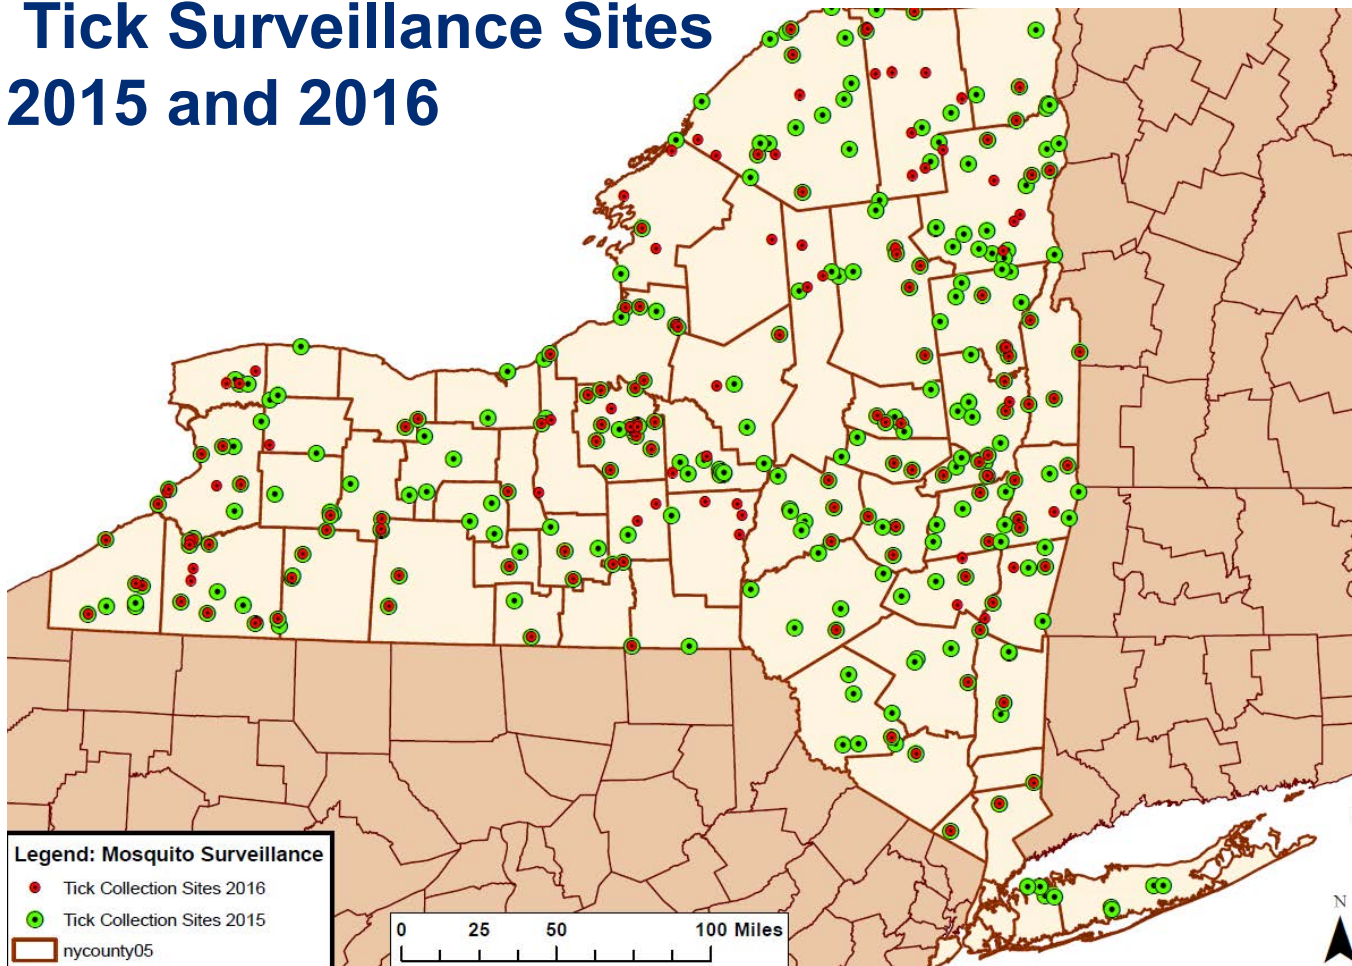 Tick Surveillance Sites
2015 and 2016
Legend: Mosquito Surveillance
Tick Collection Sites 2016
Tick Collection Sites 2015
nycounty05
0 25 50 100 Miles
N